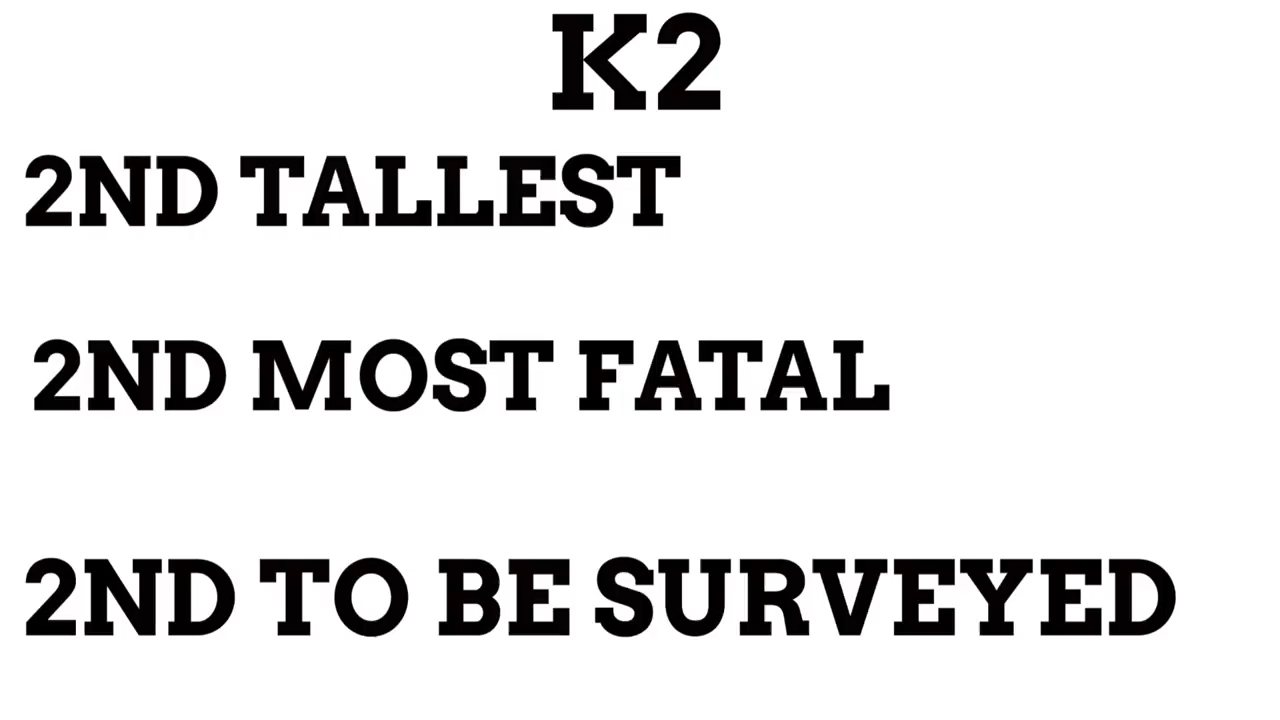 K2
2ND TALLEST
2ND MOST FATAL
2ND TO BE SURVEYED